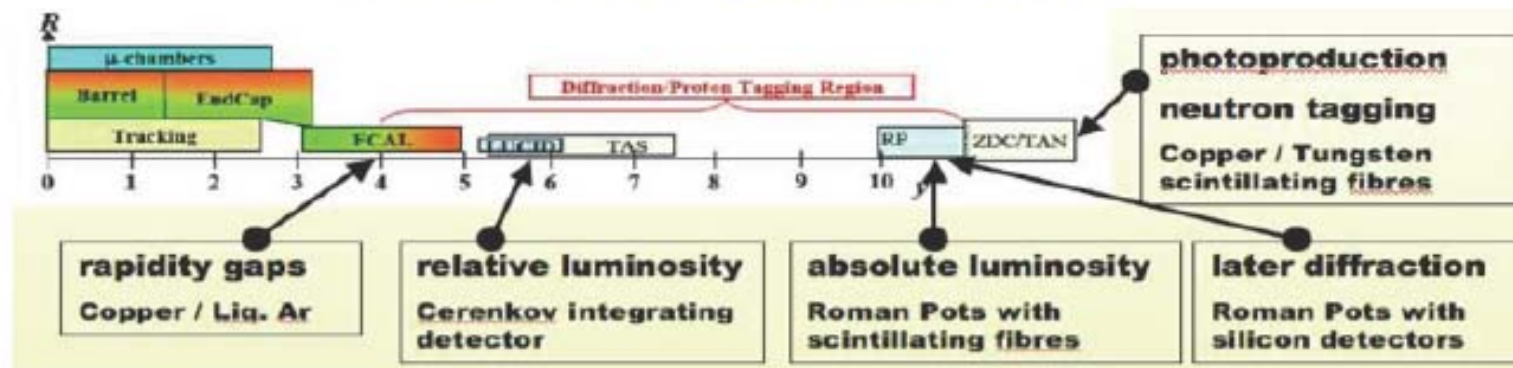 R
μ-chambers
Barrel
EndCap
Tracking
FCAL
LUCID
TAS
Diffraction/Proton Tagging Region
RP
ZDC/TAN
0 1 2 3 4 5 6 7 8 9 10 y
photoproduction
neutron tagging
Copper / Tungsten
scintillating fibres
rapidity gaps
Copper / Liq. Ar
relative luminosity
Cerenkov integrating
detector
absolute luminosity
Roman Pots with
scintillating fibres
later diffraction
Roman Pots with
silicon detectors